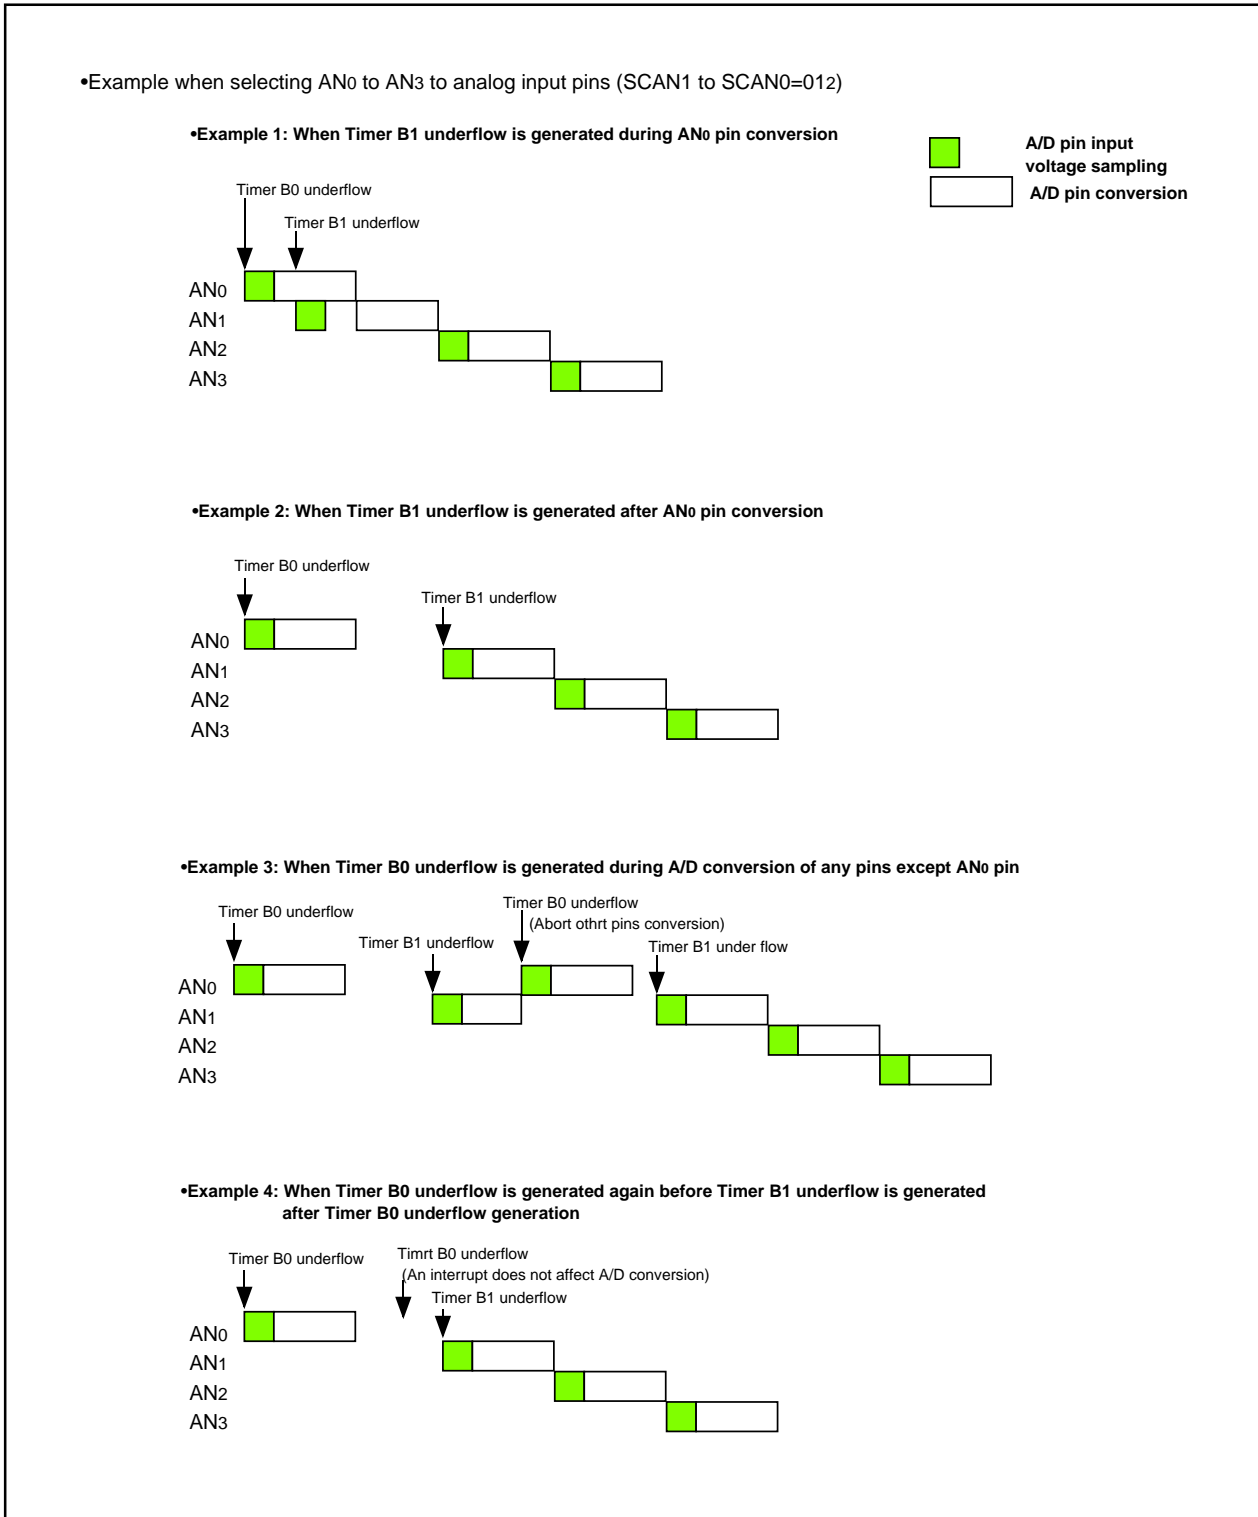 •Example when selecting AN0 to AN3 to analog input pins (SCAN1 to SCAN0=012)
•Example 1: When Timer B1 underflow is generated during AN0 pin conversion
A/D pin input
voltage sampling
A/D pin conversion
Timer B0 underflow
Timer B1 underflow
AN0
AN1
AN2
AN3
•Example 2: When Timer B1 underflow is generated after AN0 pin conversion
Timer B0 underflow
Timer B1 underflow
AN0
AN1
AN2
AN3
•Example 3: When Timer B0 underflow is generated during A/D conversion of any pins except AN0 pin
Timer B0 underflow
Timer B1 underflow
Timer B0 underflow
(Abort othrt pins conversion)
Timer B1 under flow
AN0
AN1
AN2
AN3
•Example 4: When Timer B0 underflow is generated again before Timer B1 underflow is generated
after Timer B0 underflow generation
Timer B0 underflow
Timrt B0 underflow
(An interrupt does not affect A/D conversion)
Timer B1 underflow
AN0
AN1
AN2
AN3